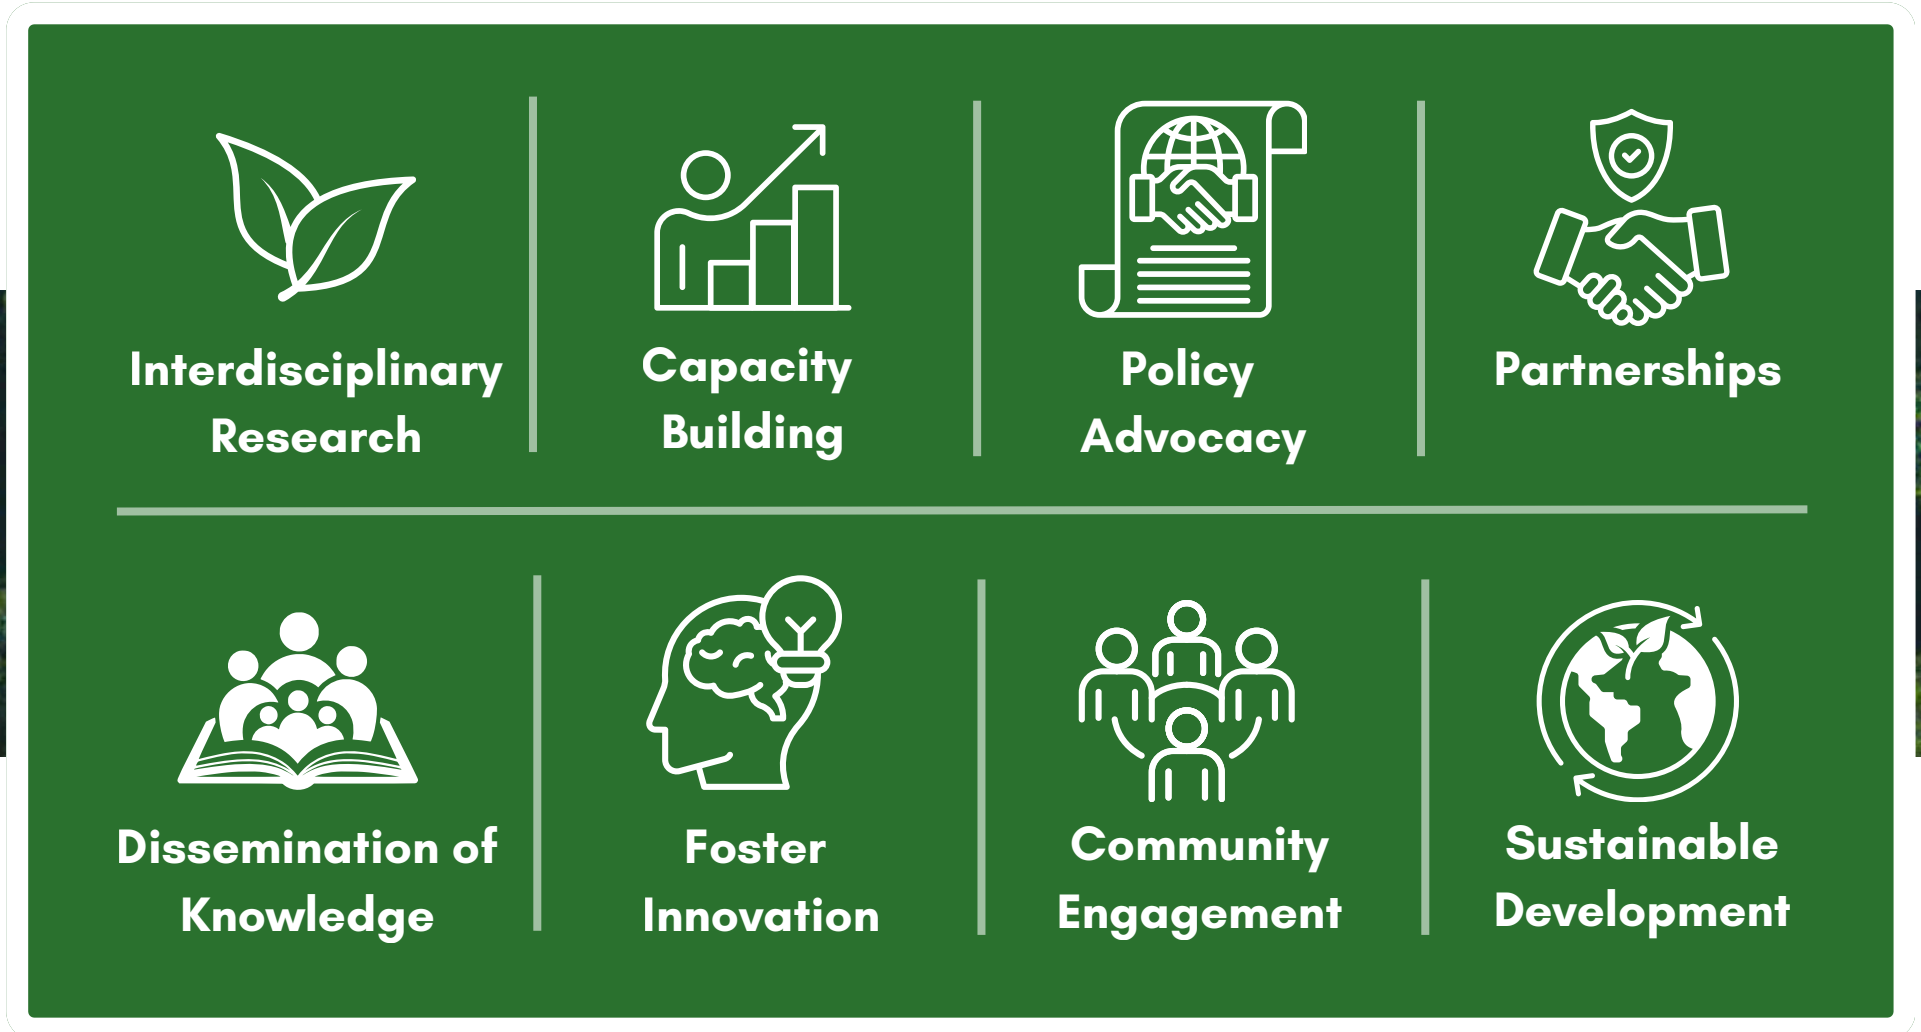 Interdisciplinary
Research
Capacity
Building
Policy
Advocacy
Partnerships
Dissemination of
Knowledge
Foster
Innovation
Community
Engagement
Sustainable
Development